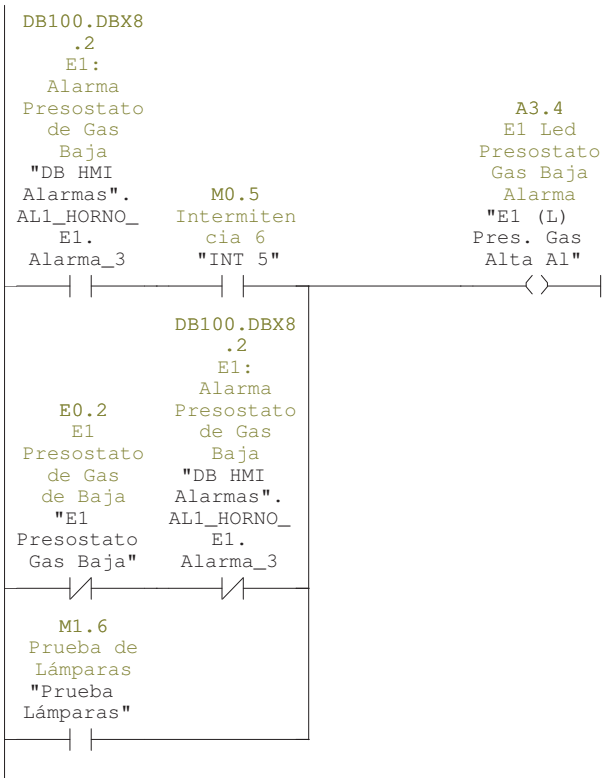 DB100.DBX8
.2
E1:
Alarma
Presostato
de Gas
Baja
"DB HMI
Alarmas".
AL1_HORNO_
E1.
Alarma_3
M0.5
Intermiten
cia 6
"INT 5"
A3.4
E1 Led
Presostato
Gas Baja
Alarma
"E1 (L)
Pres. Gas
Alta Al"
E0.2
E1
Presostato
de Gas
de Baja
"E1
Presostato
Gas Baja"
DB100.DBX8
.2
E1:
Alarma
Presostato
de Gas
Baja
"DB HMI
Alarmas".
AL1_HORNO_
E1.
Alarma_3
M1.6
Prueba de
Lámparas
"Prueba
Lámparas"